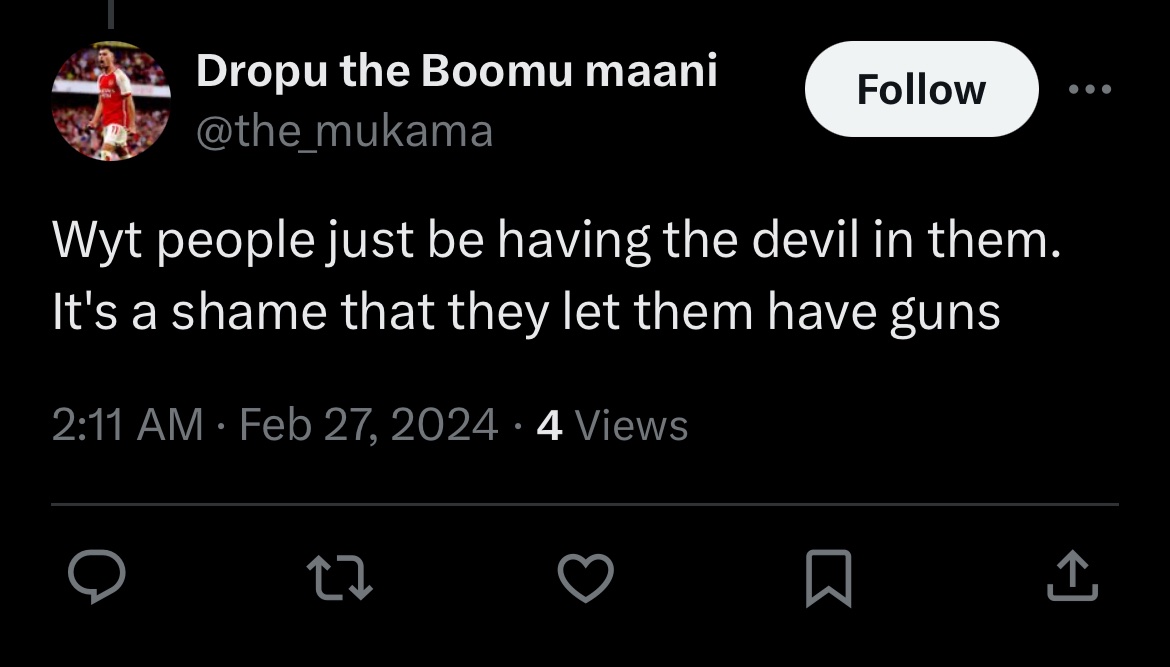 Dropu the Boomu maani
Follow
@the_mukama
Wyt people just be having the devil in them.
It's a shame that they let them have guns
2:11 AM · Feb 27, 2024 · 4 Views